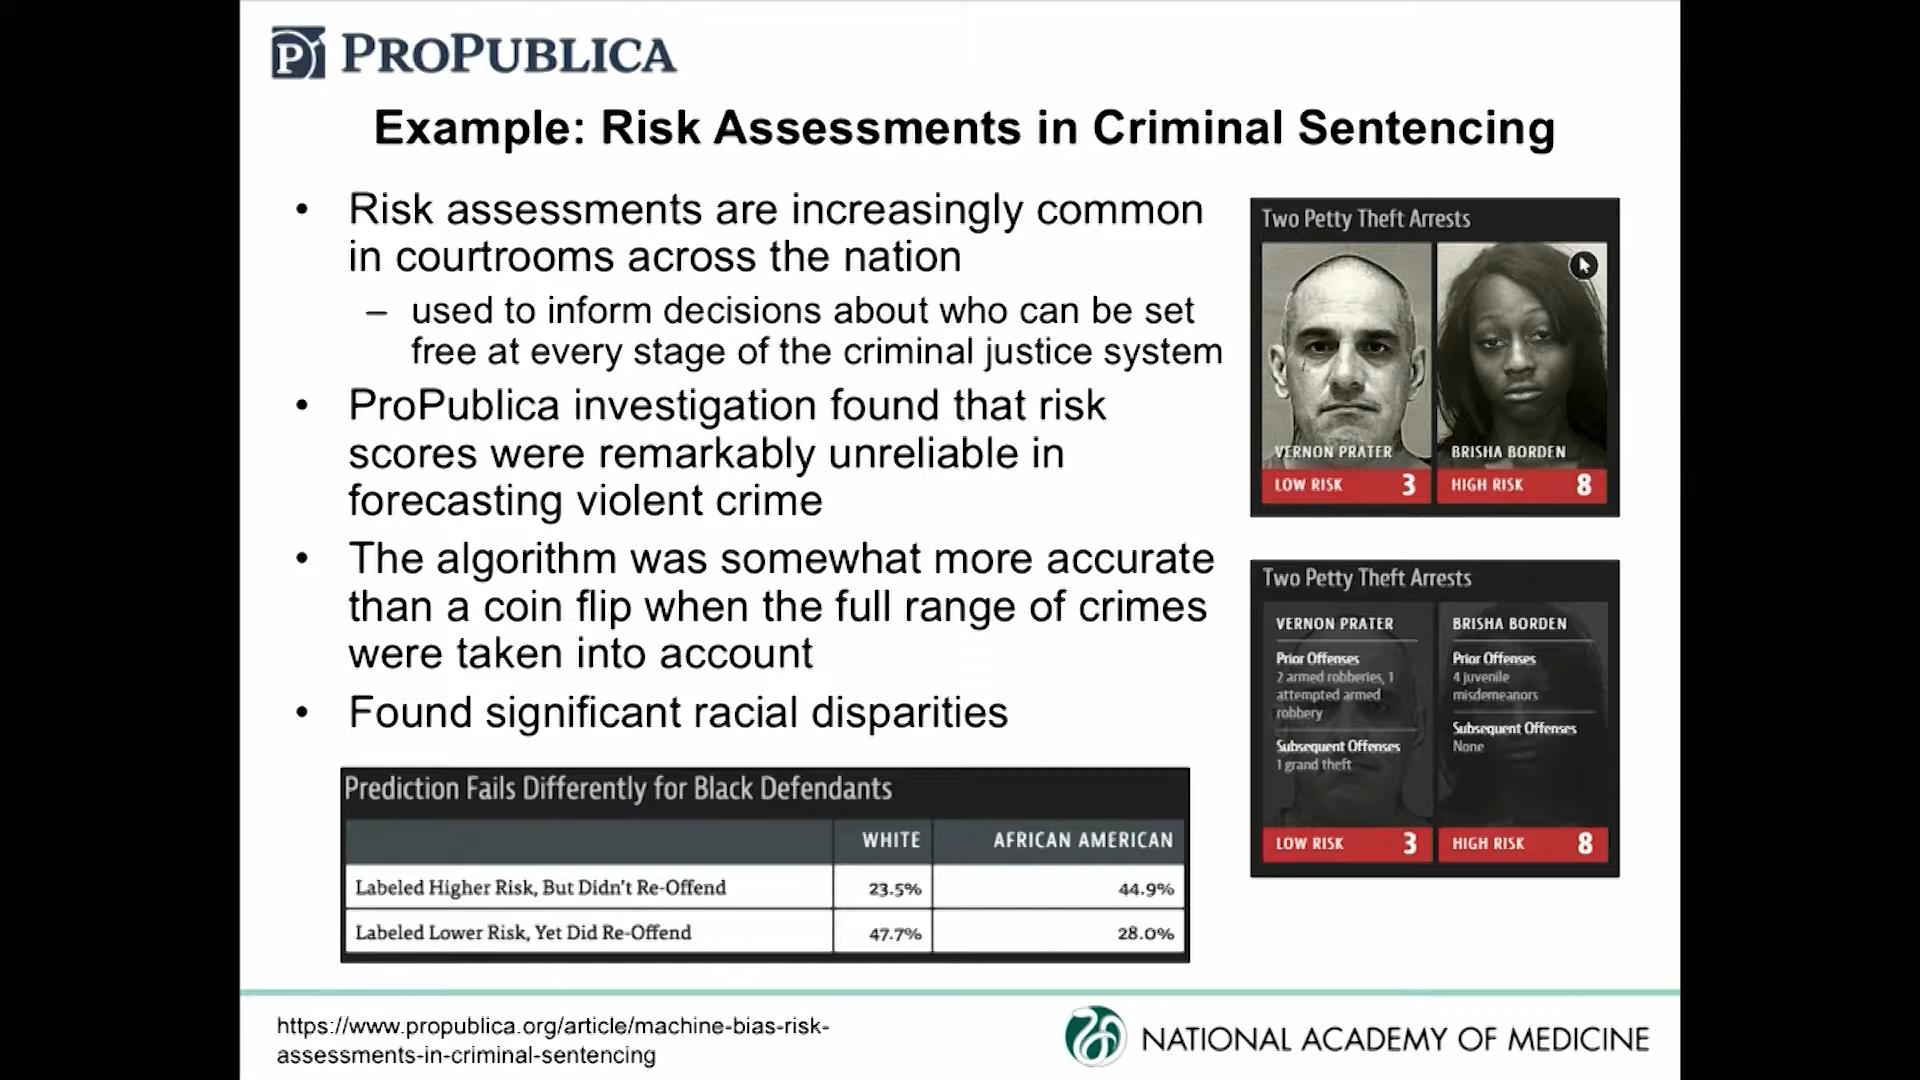 PROPUBLICA
Example: Risk Assessments in Criminal Sentencing
• Risk assessments are increasingly common
in courtrooms across the nation
– used to inform decisions about who can be set
free at every stage of the criminal justice system
• ProPublica investigation found that risk
scores were remarkably unreliable in
forecasting violent crime
• The algorithm was somewhat more accurate
than a coin flip when the full range of crimes
were taken into account
• Found significant racial disparities
Two Petty Theft Arrests
VERNON PRATER BRISHA BORDEN
LOW RISK 3 HIGH RISK 8
Two Petty Theft Arrests
VERNON PRATER
Prior Offenses
2 armed robberies, 1
attempted armed
robbery
Subsequent Offenses
1 grand theft
LOW RISK 3
BRISHA BORDEN
Prior Offenses
4 juvenile
misdemeanors
Subsequent Offenses
None
HIGH RISK 8
Prediction Fails Differently for Black Defendants
WHITE AFRICAN AMERICAN
Labeled Higher Risk, But Didn't Re-Offend 23.5% 44.9%
Labeled Lower Risk, Yet Did Re-Offend 47.7% 28.0%
https://www.propublica.org/article/machine-bias-risk-
assessments-in-criminal-sentencing
NATIONAL ACADEMY OF MEDICINE